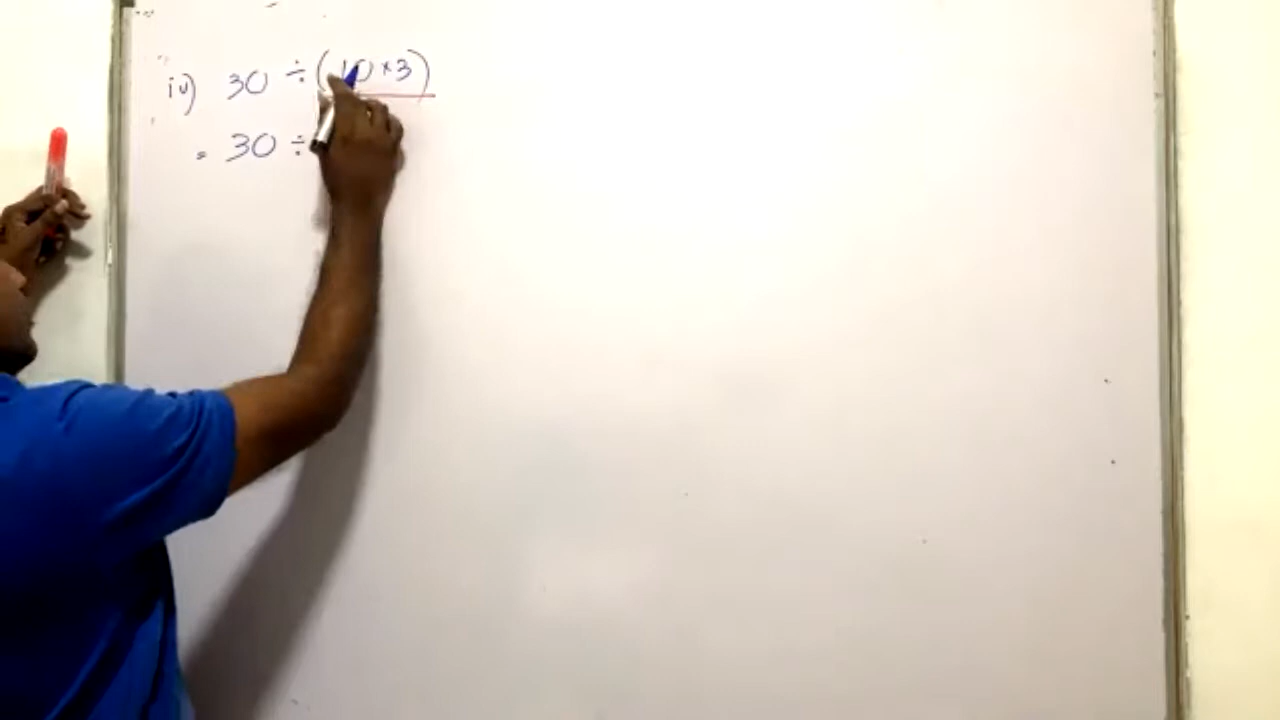 iv) 30 ÷ (10 × 3)
= 30 ÷